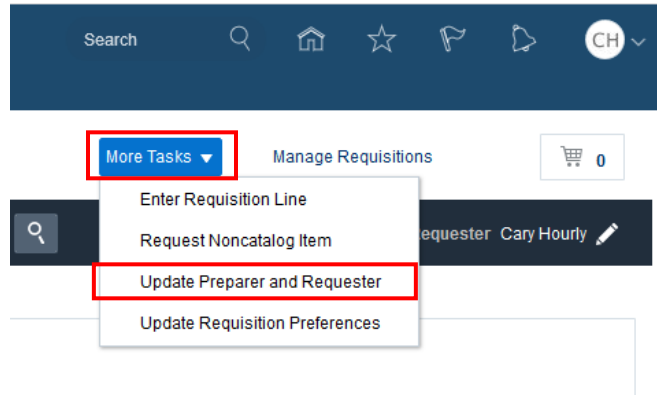 Search
CH
More Tasks
Manage Requisitions
0
Enter Requisition Line
Request Noncatalog Item
equester Cary Hourly
Update Preparer and Requester
Update Requisition Preferences